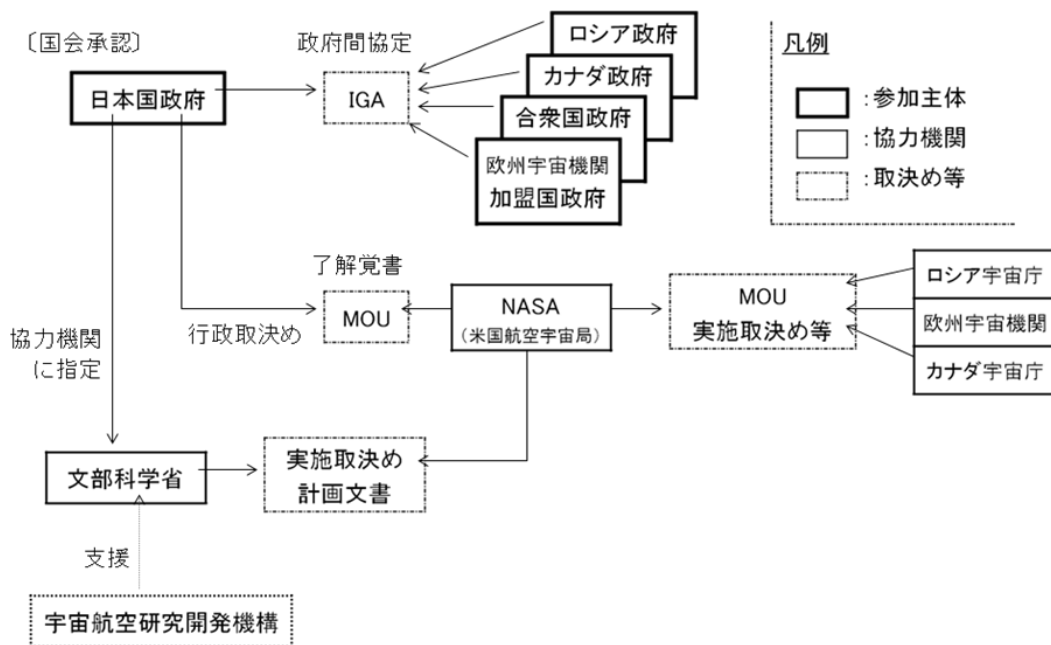 〔国会承認〕
日本国政府
政府間協定
IGA
ロシア政府
カナダ政府
合衆国政府
欧州宇宙機関
加盟国政府
凡例
:参加主体
:協力機関
:取決め等
了解覚書
MOU
行政取決め
NASA
(米国航空宇宙局)
MOU
実施取決め等
ロシア宇宙庁
欧州宇宙機関
カナダ宇宙庁
協力機関
に指定
文部科学省
実施取決め
計画文書
支援
宇宙航空研究開発機構